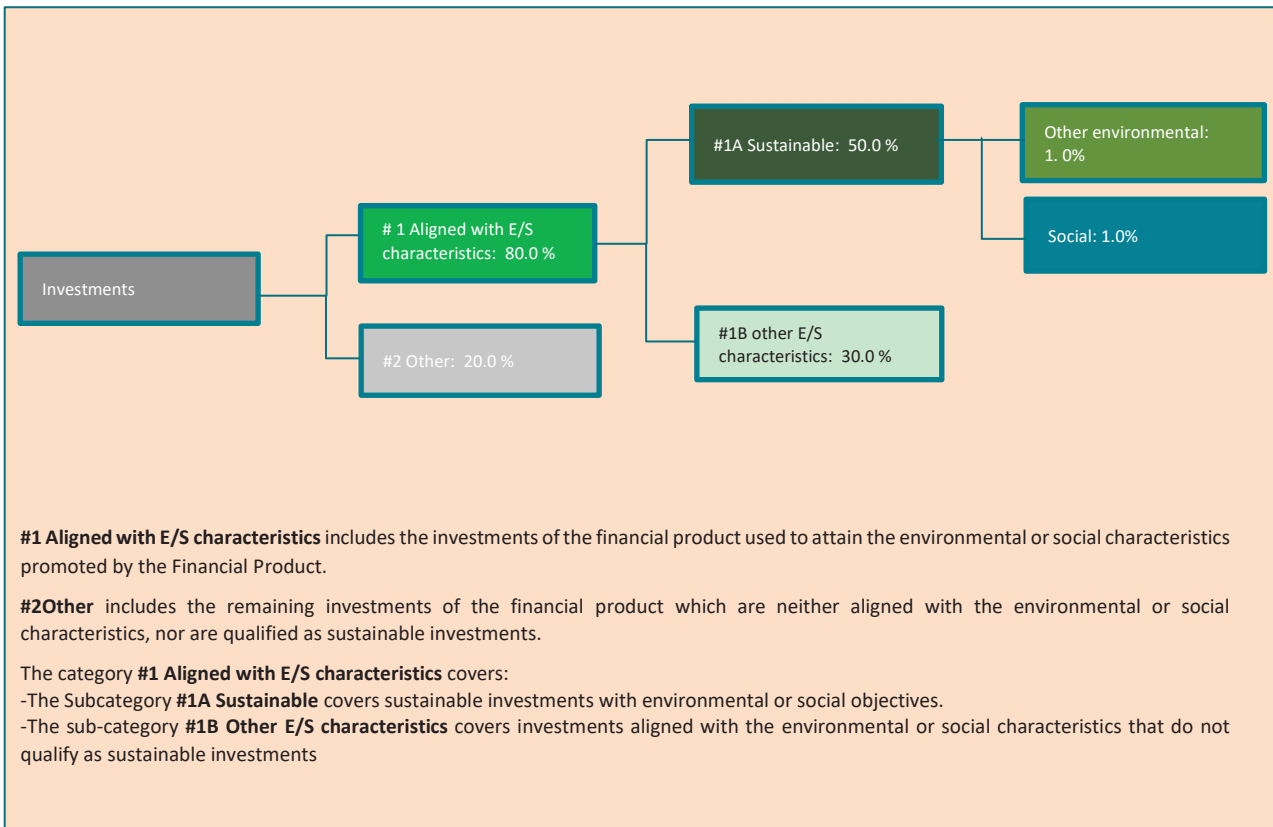 #1A Sustainable: 50.0 %
Other environmental:
1. 0%
# 1 Aligned with E/S
characteristics: 80.0 %
Social: 1.0%
Investments
#1B other E/S
characteristics: 30.0 %
#2 Other: 20.0 %
#1 Aligned with E/S characteristics includes the investments of the financial product used to attain the environmental or social characteristics
promoted by the Financial Product.
#2Other includes the remaining investments of the financial product which are neither aligned with the environmental or social
characteristics, nor are qualified as sustainable investments.
The category #1 Aligned with E/S characteristics covers:
-The Subcategory #1A Sustainable covers sustainable investments with environmental or social objectives.
-The sub-category #1B Other E/S characteristics covers investments aligned with the environmental or social characteristics that do not
qualify as sustainable investments